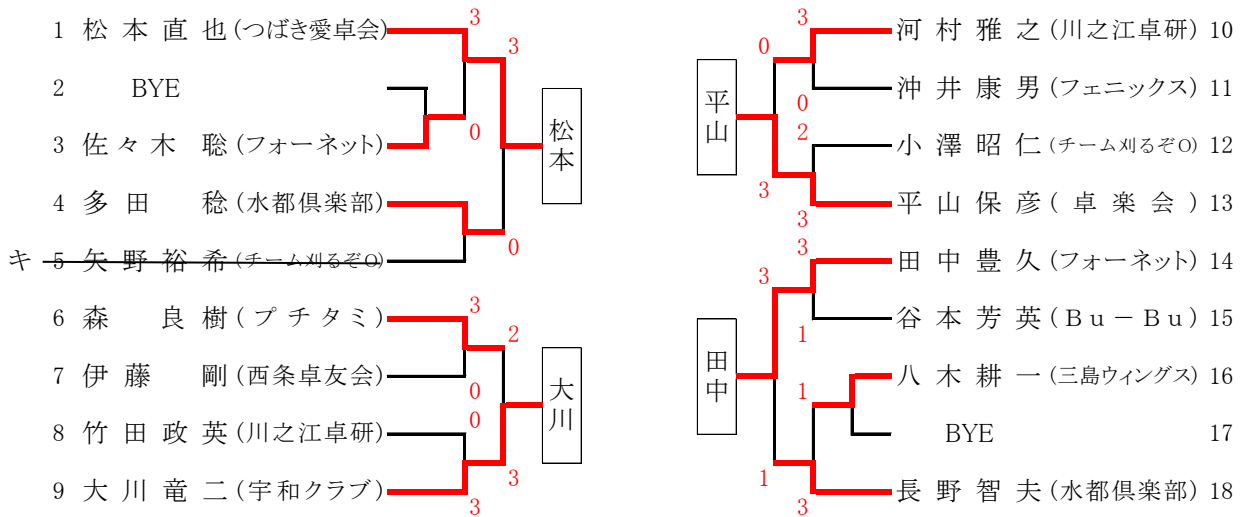 1 松本直也(つばき愛卓会)
2 BYE
3 佐々木 聡(フォーネット)
4 多田 稔(水都倶楽部)
キ 5 矢野裕希(チーム刈るぞO)
6 森 良樹(プチタミ)
7 伊藤 剛(西条卓友会)
8 竹田政英(川之江卓研)
9 大川竜二(宇和クラブ)
3
3
0
0
松本
3
2
0
0
3
3
大川
河村雅之(川之江卓研) 10
沖井康男(フェニックス) 11
小澤昭仁(チーム刈るぞO) 12
平山保彦(卓楽会) 13
田中豊久(フォーネット) 14
谷本芳英(Bu-Bu) 15
八木耕一(三島ウィングス) 16
BYE 17
長野智夫(水都倶楽部) 18
3
0
0
2
3
3
平山
3
3
1
1
1
3
田中